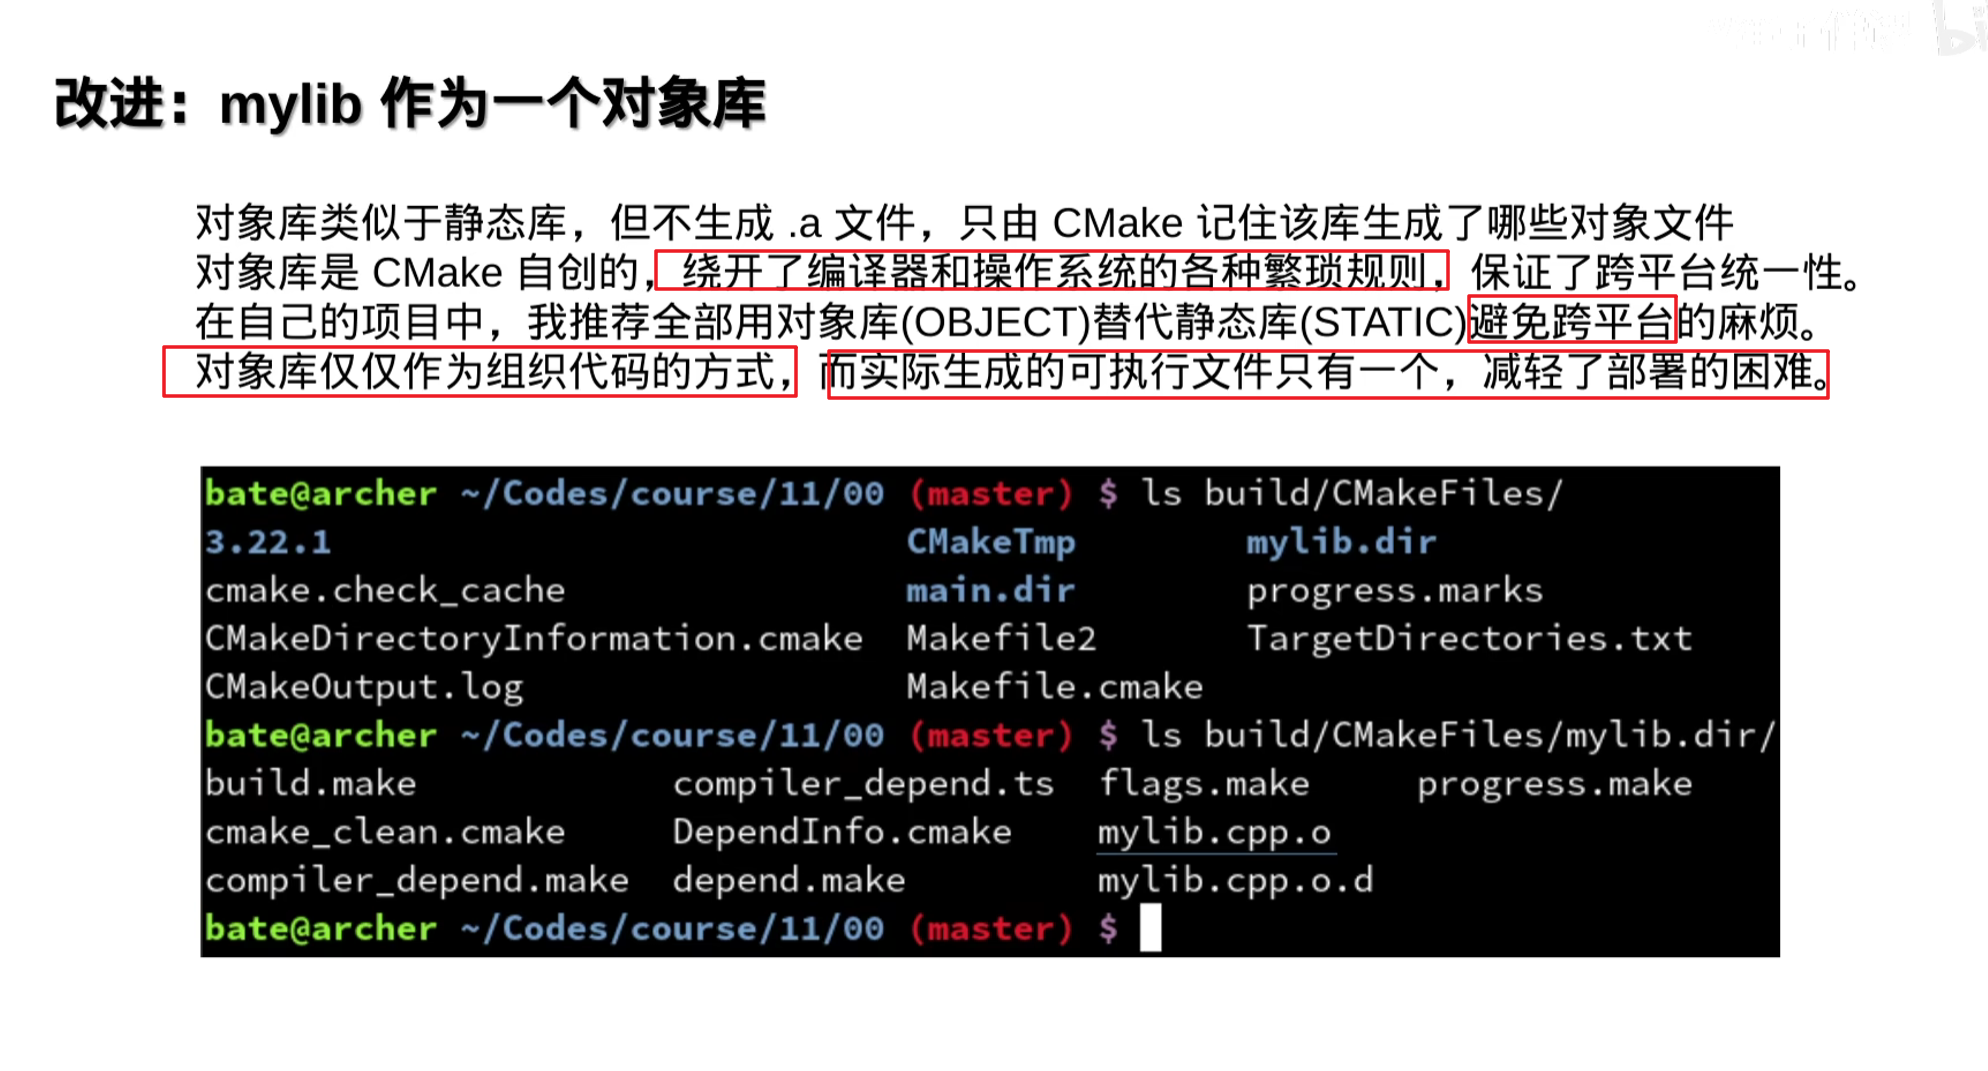 改进：mylib 作为一个对象库
对象库类似于静态库，但不生成 .a 文件，只由 CMake 记住该库生成了哪些对象文件
对象库是 CMake 自创的，绕开了编译器和操作系统的各种繁琐规则，保证了跨平台统一性。
在自己的项目中，我推荐全部用对象库(OBJECT)替代静态库(STATIC)避免跨平台的麻烦。
对象库仅仅作为组织代码的方式，而实际生成的可执行文件只有一个，减轻了部署的困难。
bate@archer ~/Codes/course/11/00 (master) $ ls build/CMakeFiles/
3.22.1 CMakeTmp mylib.dir
cmake.check_cache main.dir progress.marks
CMakeDirectoryInformation.cmake Makefile2 TargetDirectories.txt
CMakeOutput.log Makefile.cmake
bate@archer ~/Codes/course/11/00 (master) $ ls build/CMakeFiles/mylib.dir/
build.make compiler_depend.ts flags.make progress.make
cmake_clean.cmake DependInfo.cmake mylib.cpp.o
compiler_depend.make depend.make mylib.cpp.o.d
bate@archer ~/Codes/course/11/00 (master) $